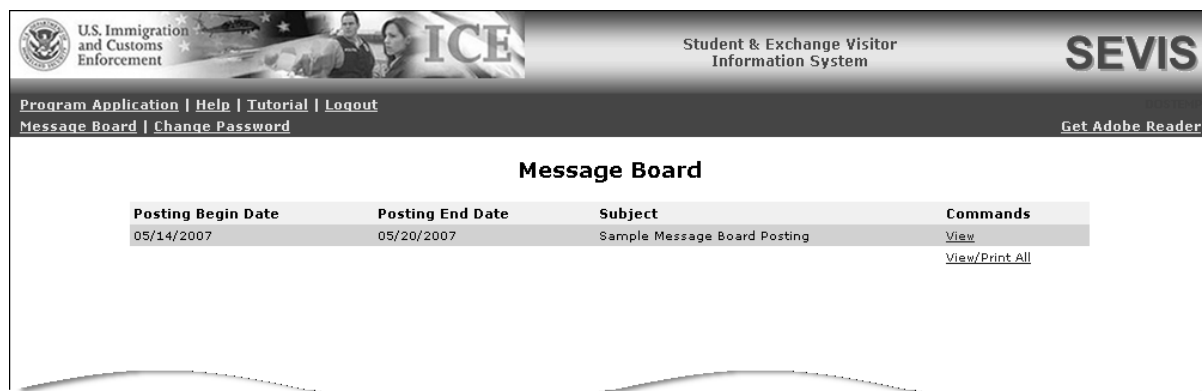 U.S. Immigration
and Customs
Enforcement
ICE
Student & Exchange Visitor
Information System
SEVIS
Program Application | Help | Tutorial | Logout
Message Board | Change Password
Get Adobe Reader
Message Board
Posting Begin Date Posting End Date Subject Commands
05/14/2007 05/20/2007 Sample Message Board Posting View
View/Print All